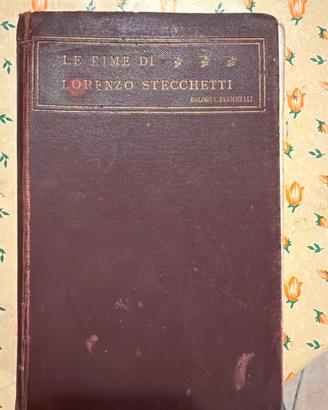 LE RIME DI
LORENZO STECCHETTI
BOLOGNA, ZANICHELLI